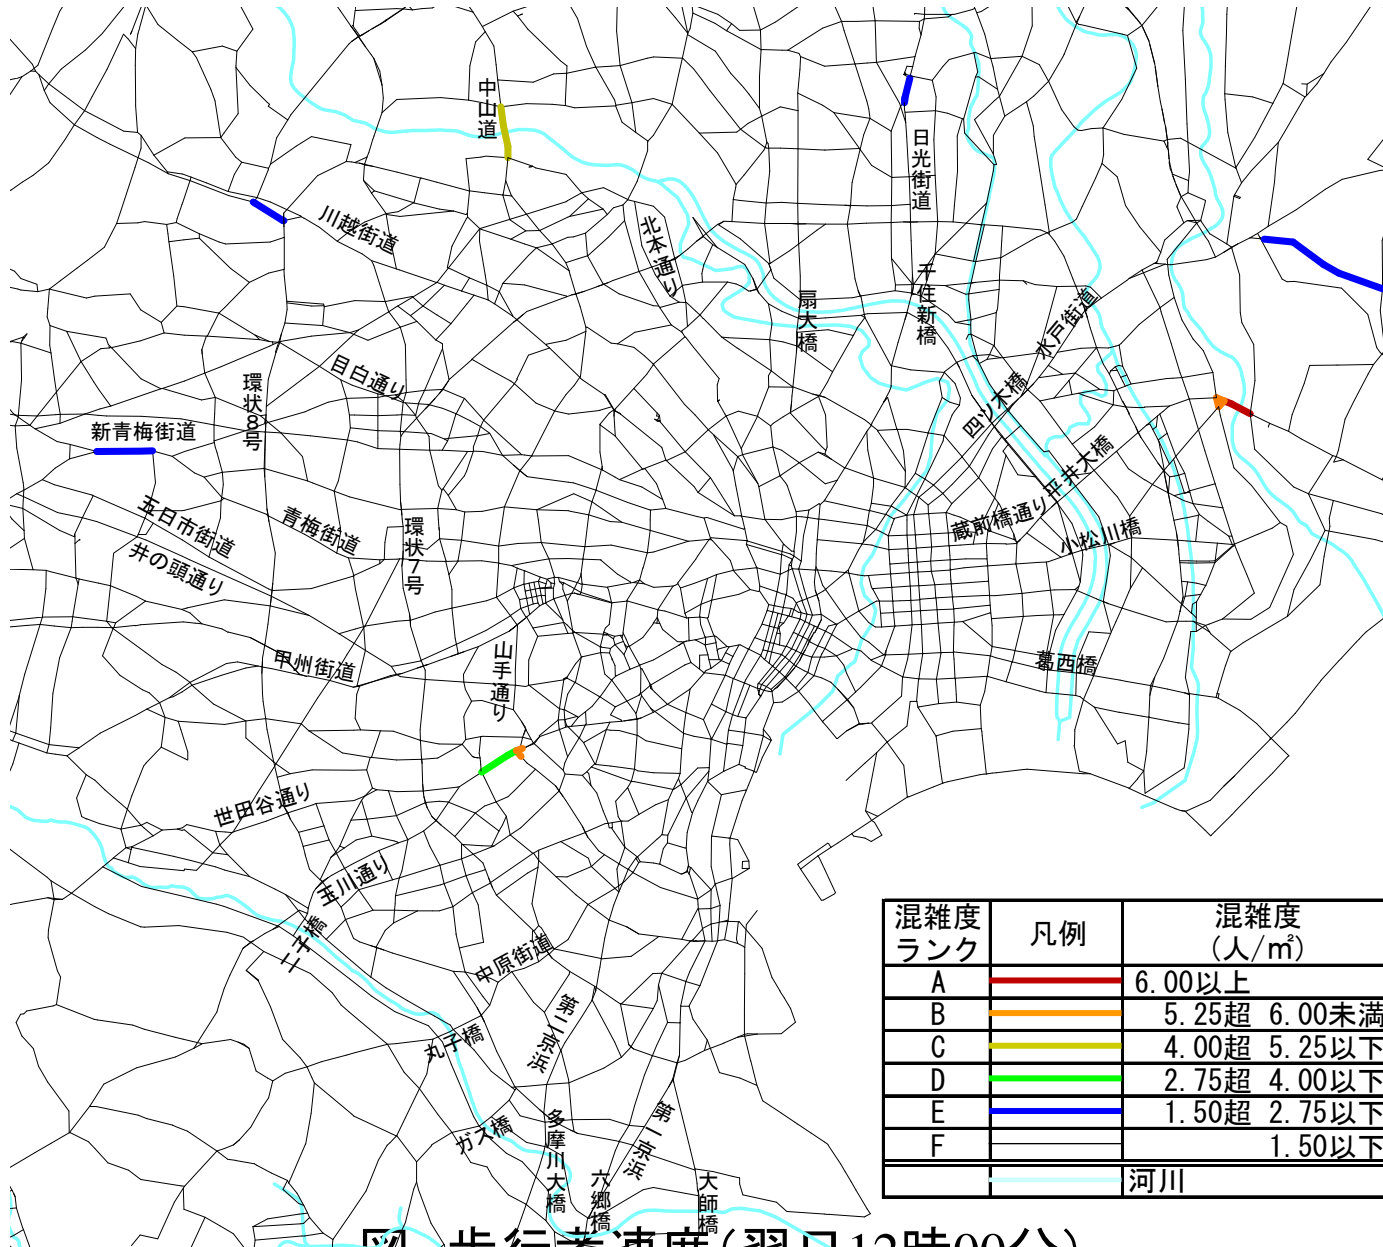 中山道
日光街道
川越街道
北本通り
千住新橋
扇大橋
水戸街道
目白通り
環状8号
四ツ木橋
新青梅街道
平井大橋
五日市街道
青梅街道
環状7号
蔵前橋通り
小松川橋
井の頭通り
甲州街道
山手通り
葛西橋
世田谷通り
玉川通り
二子橋
中原街道
第二京浜
丸子橋
ガス橋
多摩川大橋
第一京浜
六郷橋
大師橋
混雑度ランク 凡例 混雑度(人/㎡)
A 6.00以上
B 5.25超 6.00未満
C 4.00超 5.25以下
D 2.75超 4.00以下
E 1.50超 2.75以下
F 1.50以下
河川